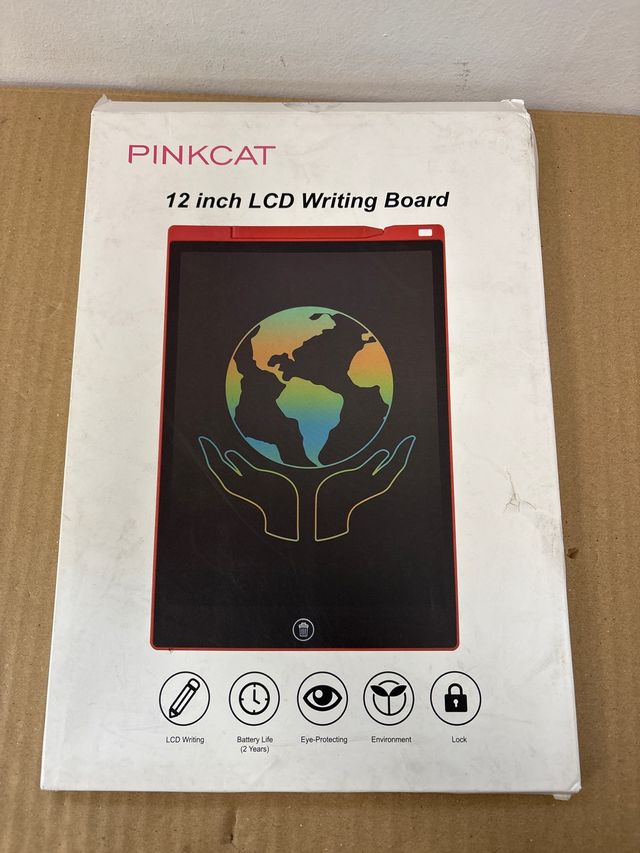 PINKCAT
12 inch LCD Writing Board
LCD Writing
Battery Life
(2 Years)
Eye-Protecting
Environment
Lock